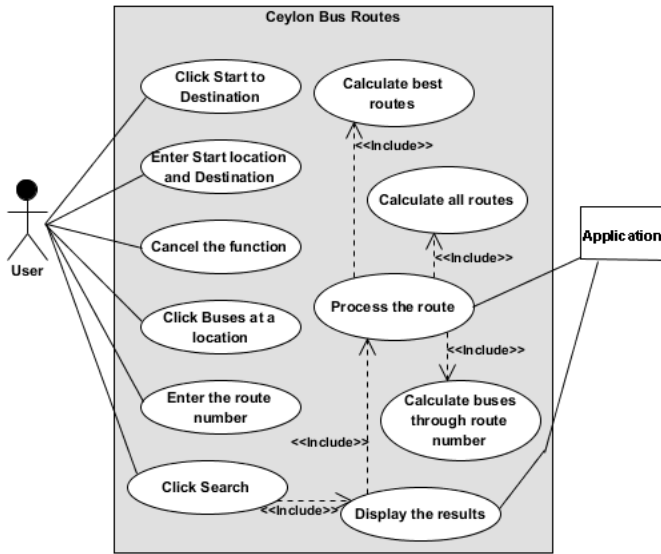 Ceylon Bus Routes
Click Start to
Destination
Calculate best
routes
<<Include>>
Enter Start location
and Destination
Calculate all routes
User
Cancel the function
Application
<<Include>>
Process the route
Click Buses at a
location
<<Include>>
Enter the route
number
Calculate buses
through route
number
<<Include>>
Click Search
<<Include>>
Display the results